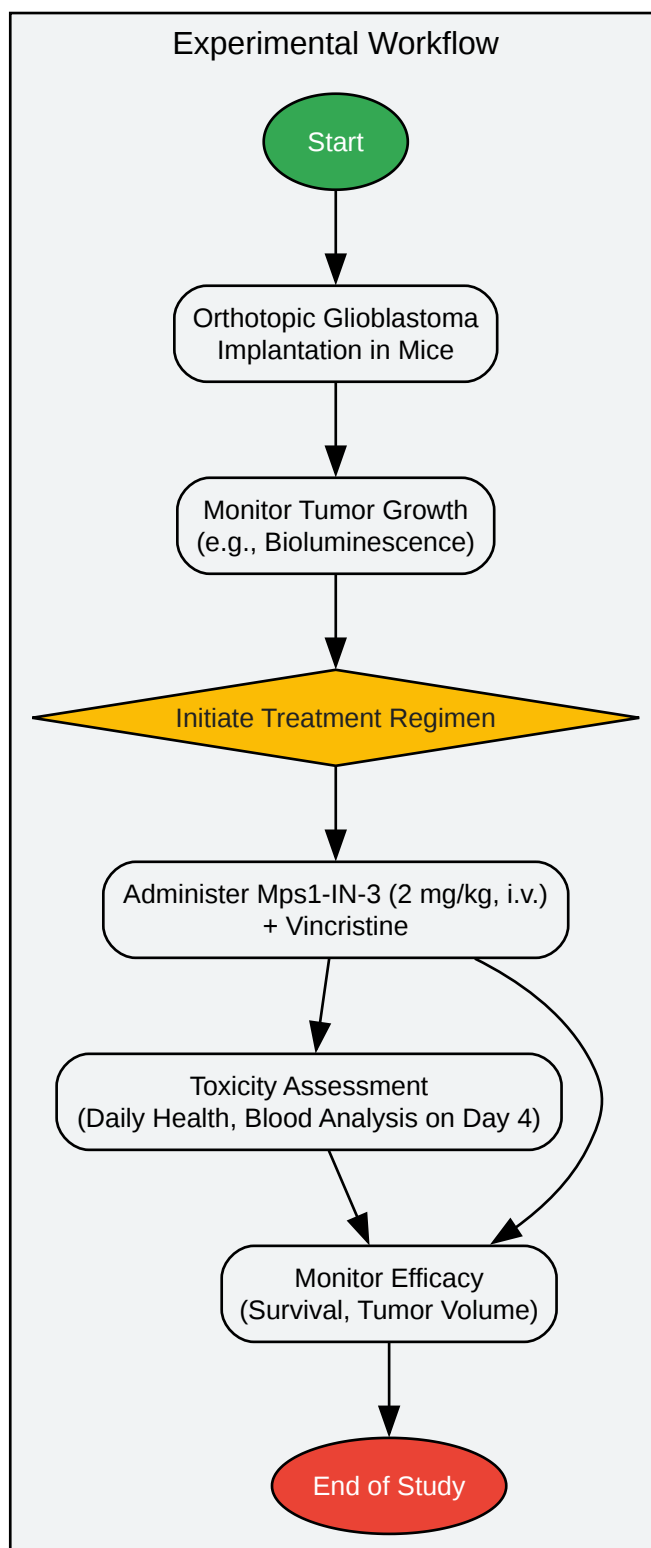 Experimental Workflow
Start
Orthotopic Glioblastoma
Implantation in Mice
Monitor Tumor Growth
(e.g., Bioluminescence)
Initiate Treatment Regimen
Administer Mps1-IN-3 (2 mg/kg, i.v.)
+ Vincristine
Toxicity Assessment
(Daily Health, Blood Analysis on Day 4)
Monitor Efficacy
(Survival, Tumor Volume)
End of Study